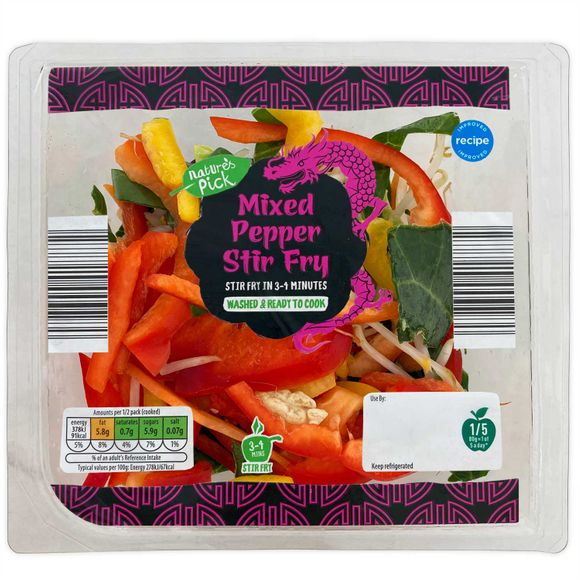 IMPROVED
recipe
IMPROVED
nature's
pick
Mixed
Pepper
Stir Fry
STIR FRY IN 3-4 MINUTES
WASHED & READY TO COOK
Amounts per 1/2 pack (cooked)
energy 378kJ 91kcal 5%
fat 5.8g 8%
saturates 0.7g 4%
sugars 5.9g 7%
salt 0.07g 1%
% of an adult's Reference Intake
Typical values per 100g: Energy 278kJ/67kcal
3-4
MINS
STIR FRY
Use By:
1/5
80g = 1 of
5 a day*
Keep refrigerated